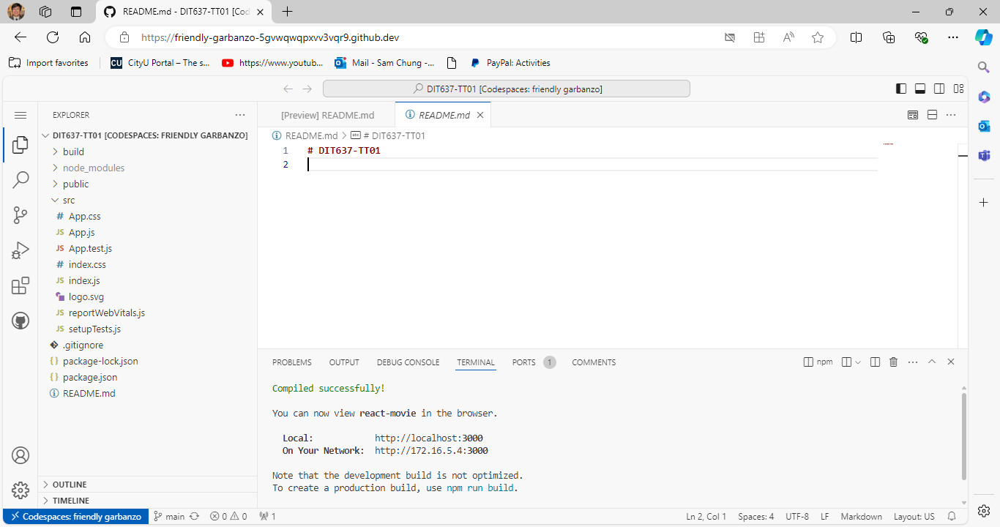 README.md - DIT637-TT01 [Cod
https://friendly-garbanzo-5gvwqwqpxvv3vqr9.github.dev
Import favorites
CU CityU Portal – The s...
https://www.youtub...
Mail - Sam Chung -...
PayPal: Activities
DIT637-TT01 [Codespaces: friendly garbanzo]
EXPLORER
DIT637-TT01 [CODESPACES: FRIENDLY GARBANZO]
build
node_modules
public
src
# App.css
JS App.js
JS App.test.js
# index.css
JS index.js
logo.svg
JS reportWebVitals.js
JS setupTests.js
.gitignore
{} package-lock.json
{} package.json
README.md
OUTLINE
TIMELINE
[Preview] README.md
README.md
README.md > abc # DIT637-TT01
1 # DIT637-TT01
2
PROBLEMS OUTPUT DEBUG CONSOLE TERMINAL PORTS 1 COMMENTS
npm
Compiled successfully!
You can now view react-movie in the browser.
Local: http://localhost:3000
On Your Network: http://172.16.5.4:3000
Note that the development build is not optimized.
To create a production build, use npm run build.
Codespaces: friendly garbanzo
main
0 0
1
Ln 2, Col 1
Spaces: 4
UTF-8
LF
Markdown
Layout: US